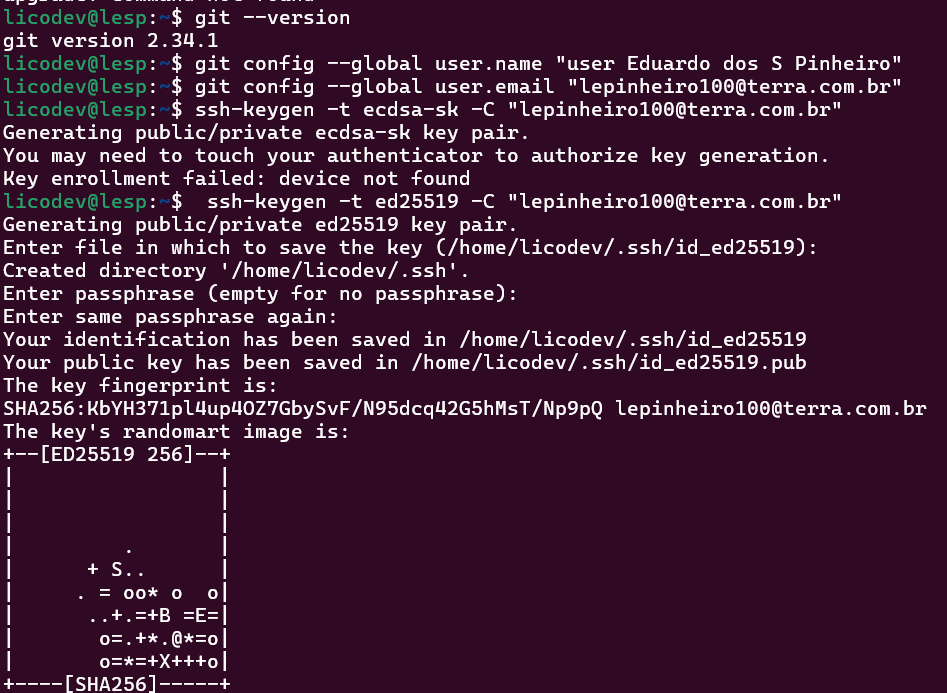 licodev@lesp:~$ git --version
git version 2.34.1
licodev@lesp:~$ git config --global user.name "user Eduardo dos S Pinheiro"
licodev@lesp:~$ git config --global user.email "lepinheiro100@terra.com.br"
licodev@lesp:~$ ssh-keygen -t ecdsa-sk -C "lepinheiro100@terra.com.br"
Generating public/private ecdsa-sk key pair.
You may need to touch your authenticator to authorize key generation.
Key enrollment failed: device not found
licodev@lesp:~$  ssh-keygen -t ed25519 -C "lepinheiro100@terra.com.br"
Generating public/private ed25519 key pair.
Enter file in which to save the key (/home/licodev/.ssh/id_ed25519):
Created directory '/home/licodev/.ssh'.
Enter passphrase (empty for no passphrase):
Enter same passphrase again:
Your identification has been saved in /home/licodev/.ssh/id_ed25519
Your public key has been saved in /home/licodev/.ssh/id_ed25519.pub
The key fingerprint is:
SHA256:KbYH371pl4up4OZ7GbySvF/N95dcq42G5hMsT/Np9pQ lepinheiro100@terra.com.br
The key's randomart image is:
+--[ED25519 256]--+
|                 |
|                 |
|                 |
|         .       |
|      + S..      |
|     . = oo* o  o|
|      ..+.=+B =E=|
|       o=.+*.@*=o|
|       o=*=+X+++o|
+----[SHA256]-----+